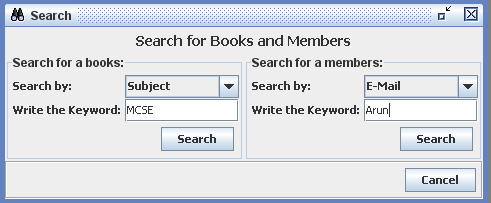 Search
Search for Books and Members
Search for a books:
Search by: Subject
Write the Keyword: MCSE
Search
Search for a members:
Search by: E-Mail
Write the Keyword: Arun
Search
Cancel